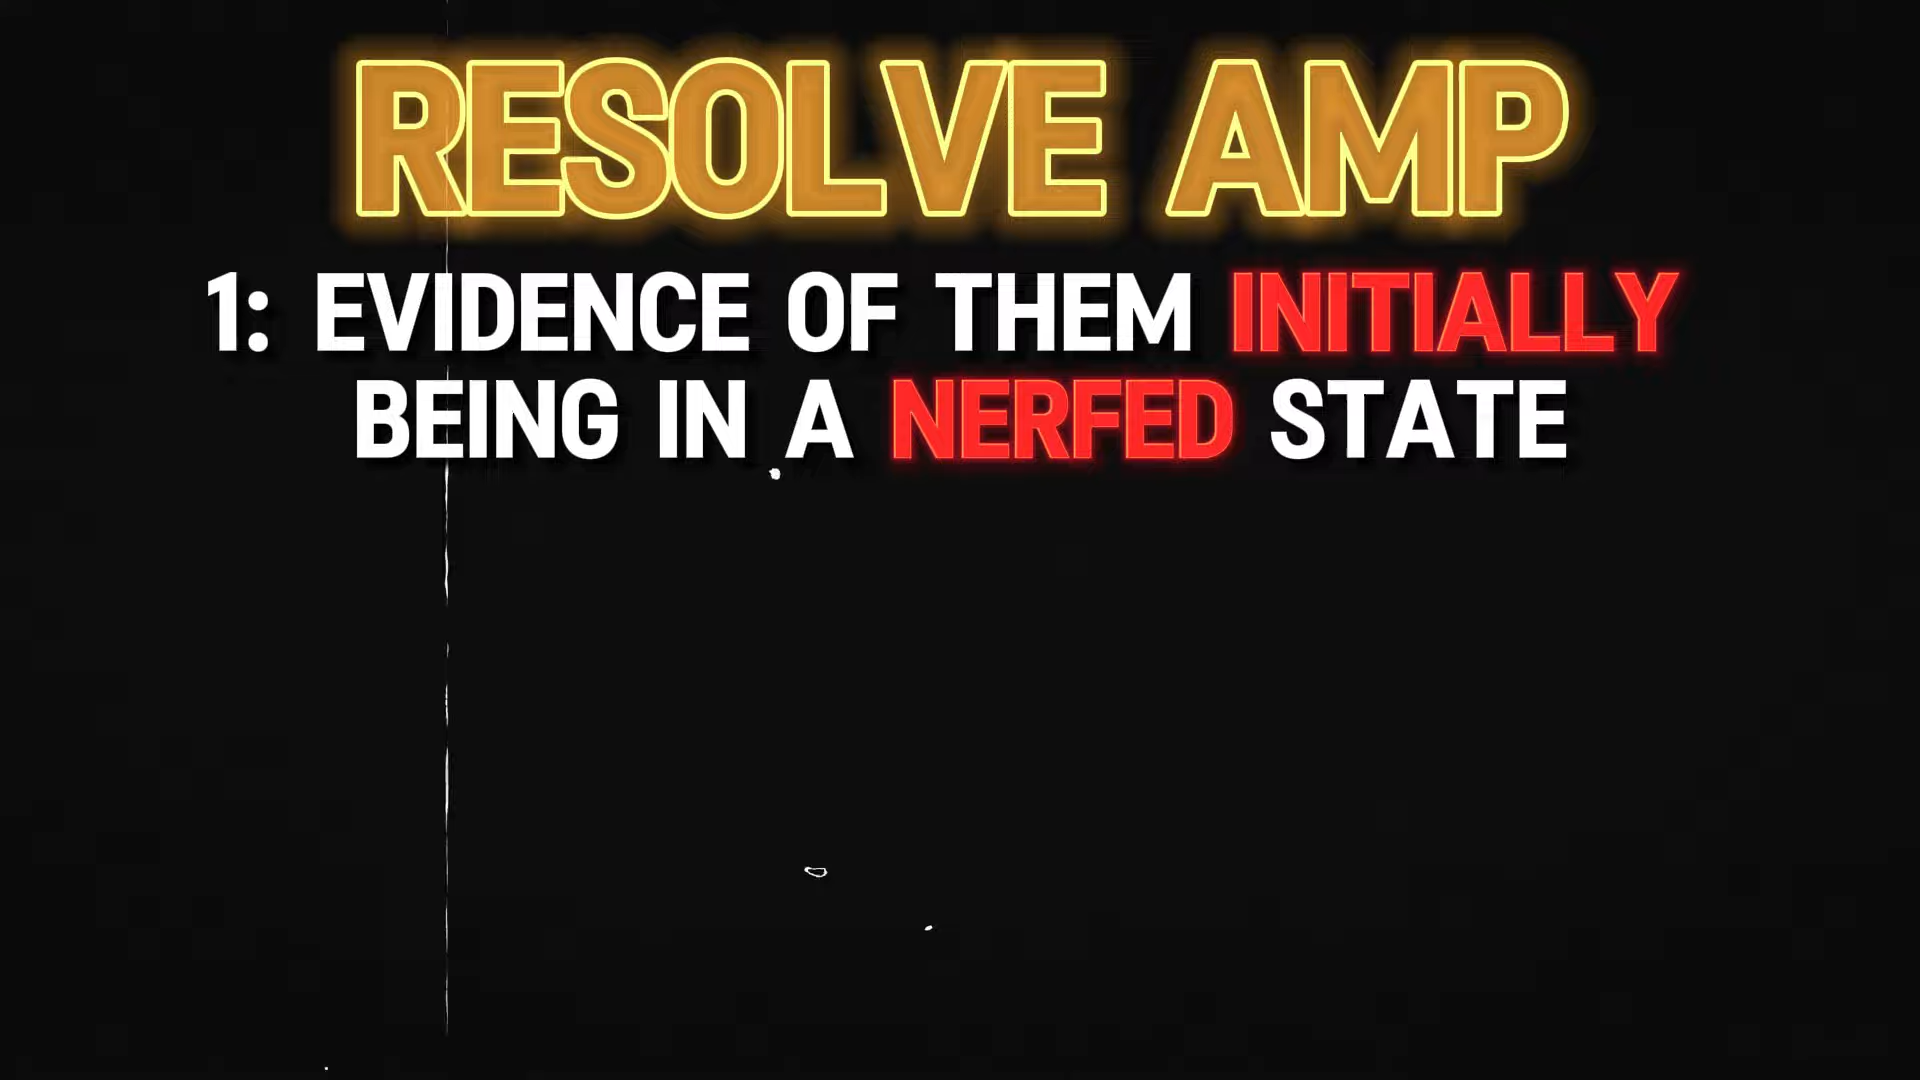 RESOLVE AMP
1: EVIDENCE OF THEM INITIALLY
BEING IN A NERFED STATE